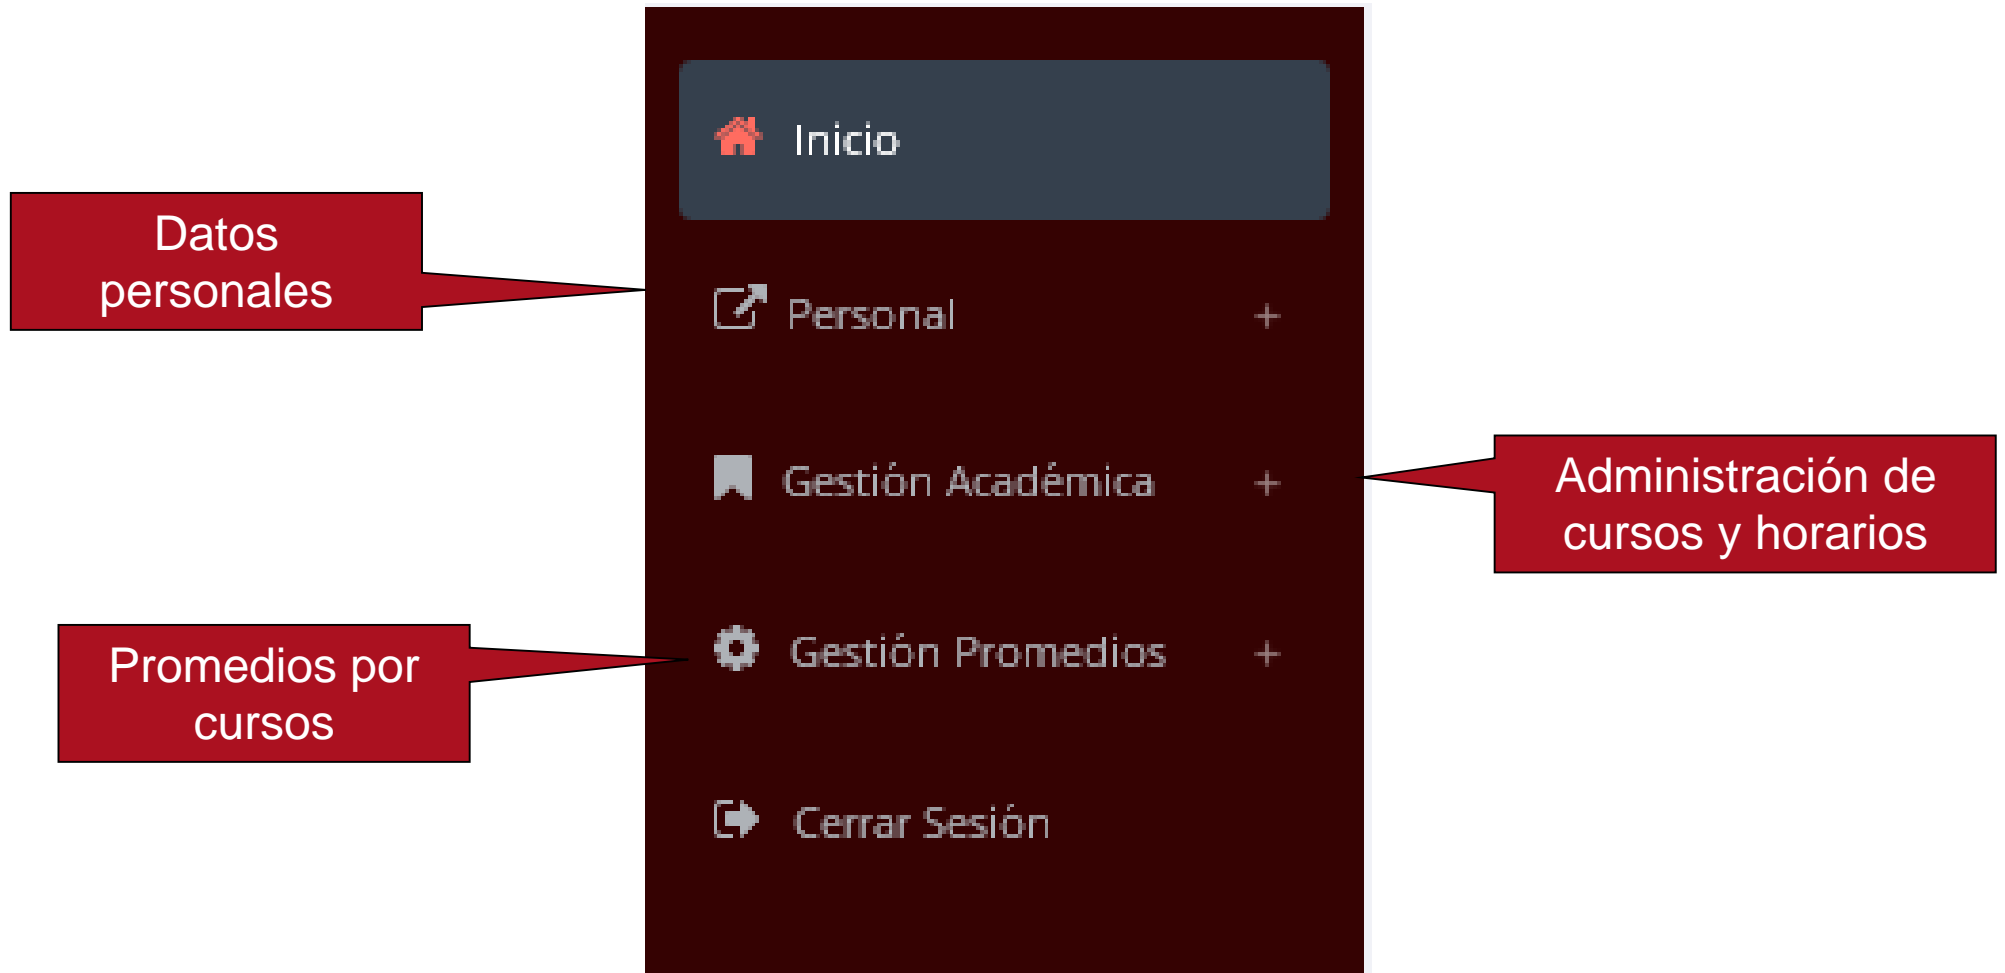 Inicio
Datos
personales
Personal +
Gestión Académica +
Administración de
cursos y horarios
Promedios por
cursos
Gestión Promedios +
Cerrar Sesión